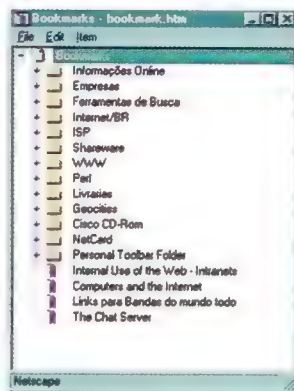 Bookmarks - bookmark.htm
File Edit Item
Bookmarks
Informações Online
Empresas
Ferramentas de Busca
Internet/BR
ISP
Shareware
WWW
Perl
Livrarias
Geocities
Cisco CD-Rom
NetCard
Personal Toolbar Folder
Internal Use of the Web - Intranets
Computers and the Internet
Links para Bandas do mundo todo
The Chat Server
Netscape